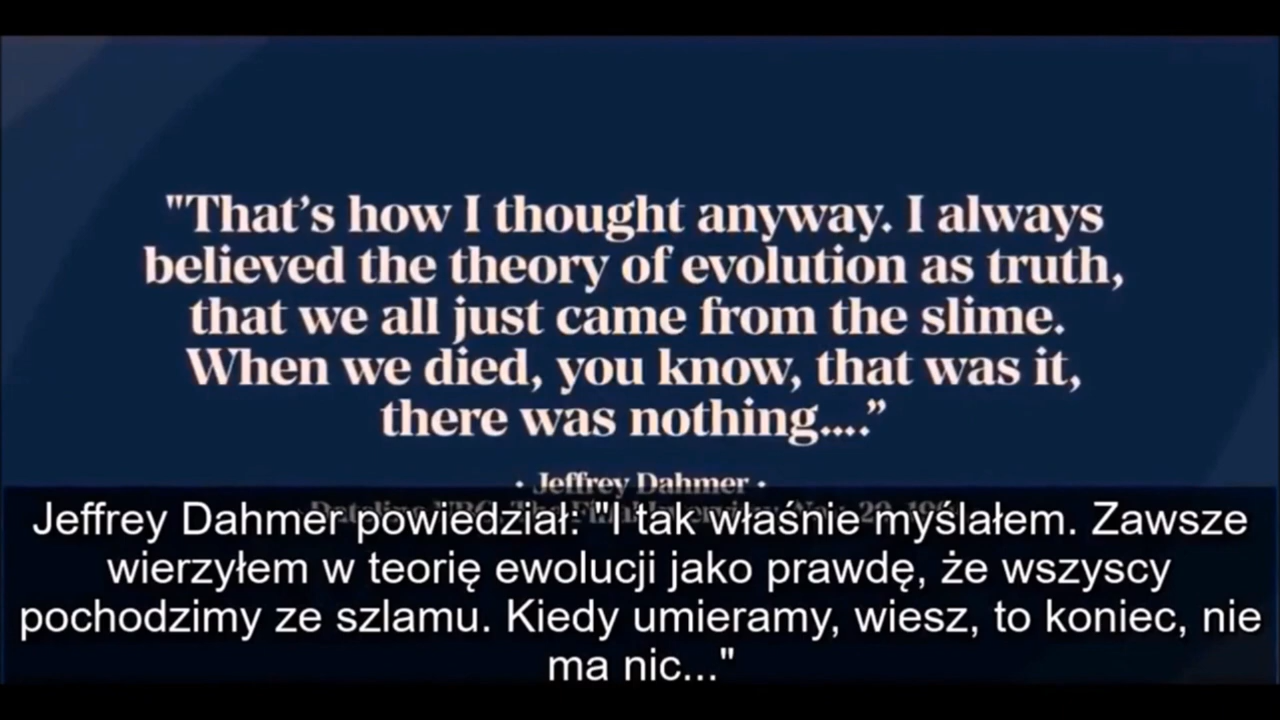 "That’s how I thought anyway. I always
believed the theory of evolution as truth,
that we all just came from the slime.
When we died, you know, that was it,
there was nothing....”
• Jeffrey Dahmer •
Jeffrey Dahmer powiedział: "I tak właśnie myślałem. Zawsze
wierzyłem w teorię ewolucji jako prawdę, że wszyscy
pochodzimy ze szlamu. Kiedy umieramy, wiesz, to koniec, nie
ma nic..."